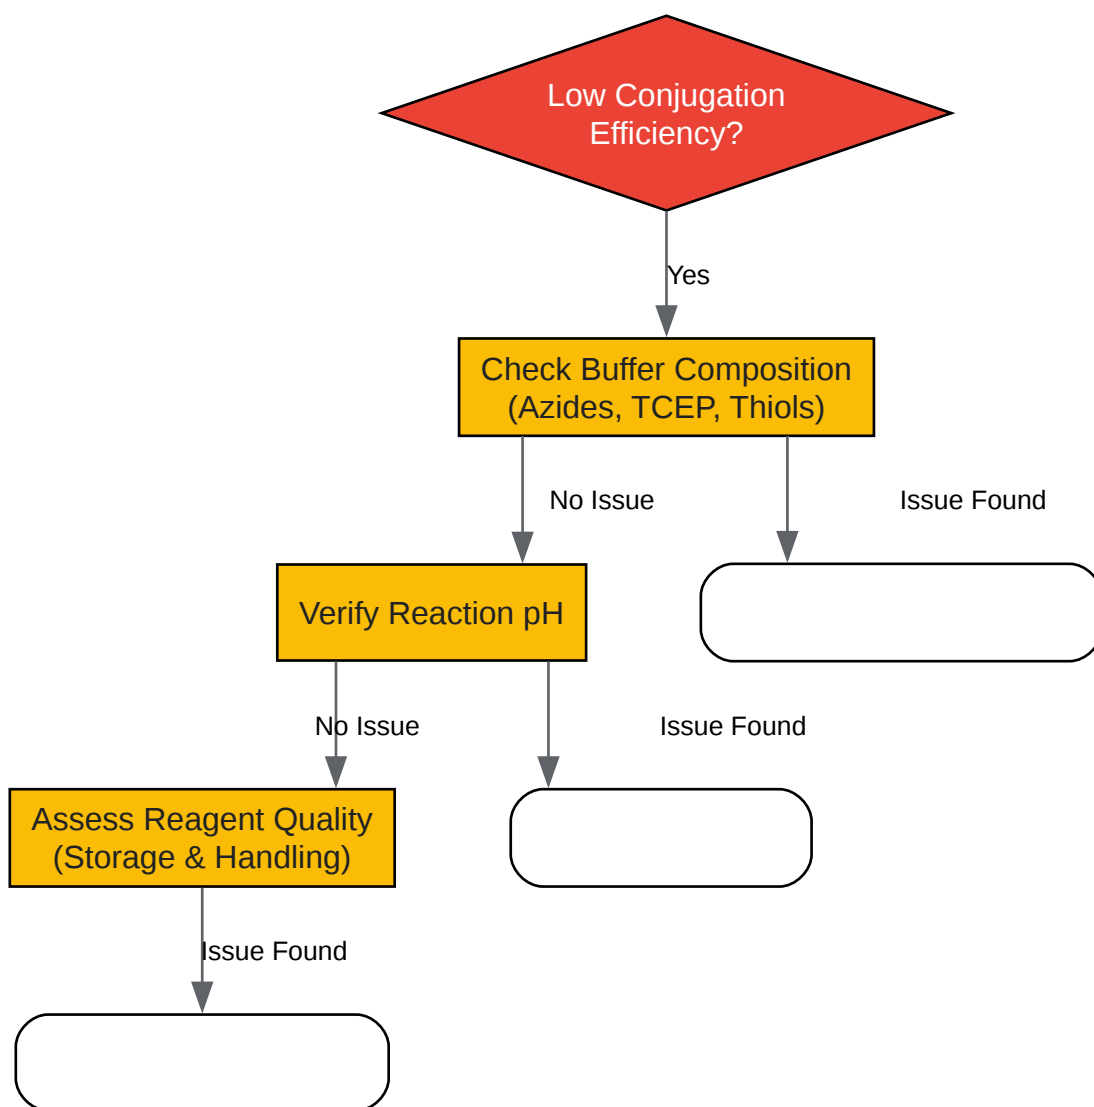 Low Conjugation
Efficiency?
Yes
Check Buffer Composition
(Azides, TCEP, Thiols)
No Issue
Issue Found
Verify Reaction pH
No Issue
Issue Found
Assess Reagent Quality
(Storage & Handling)
Issue Found